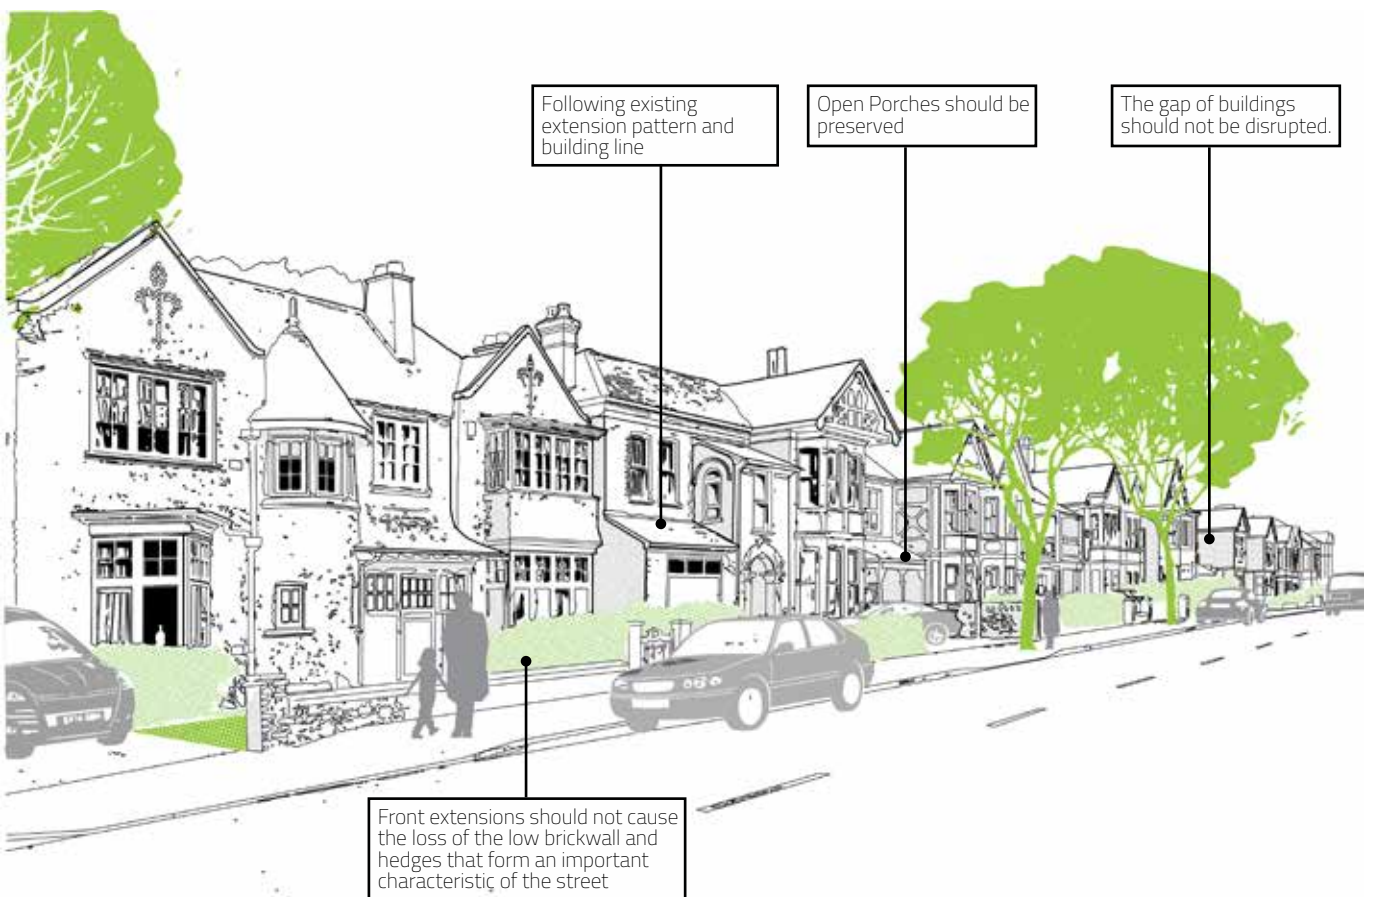 Following existing
extension pattern and
building line
Open Porches should be
preserved
The gap of buildings
should not be disrupted.
Front extensions should not cause
the loss of the low brickwall and
hedges that form an important
characteristic of the street